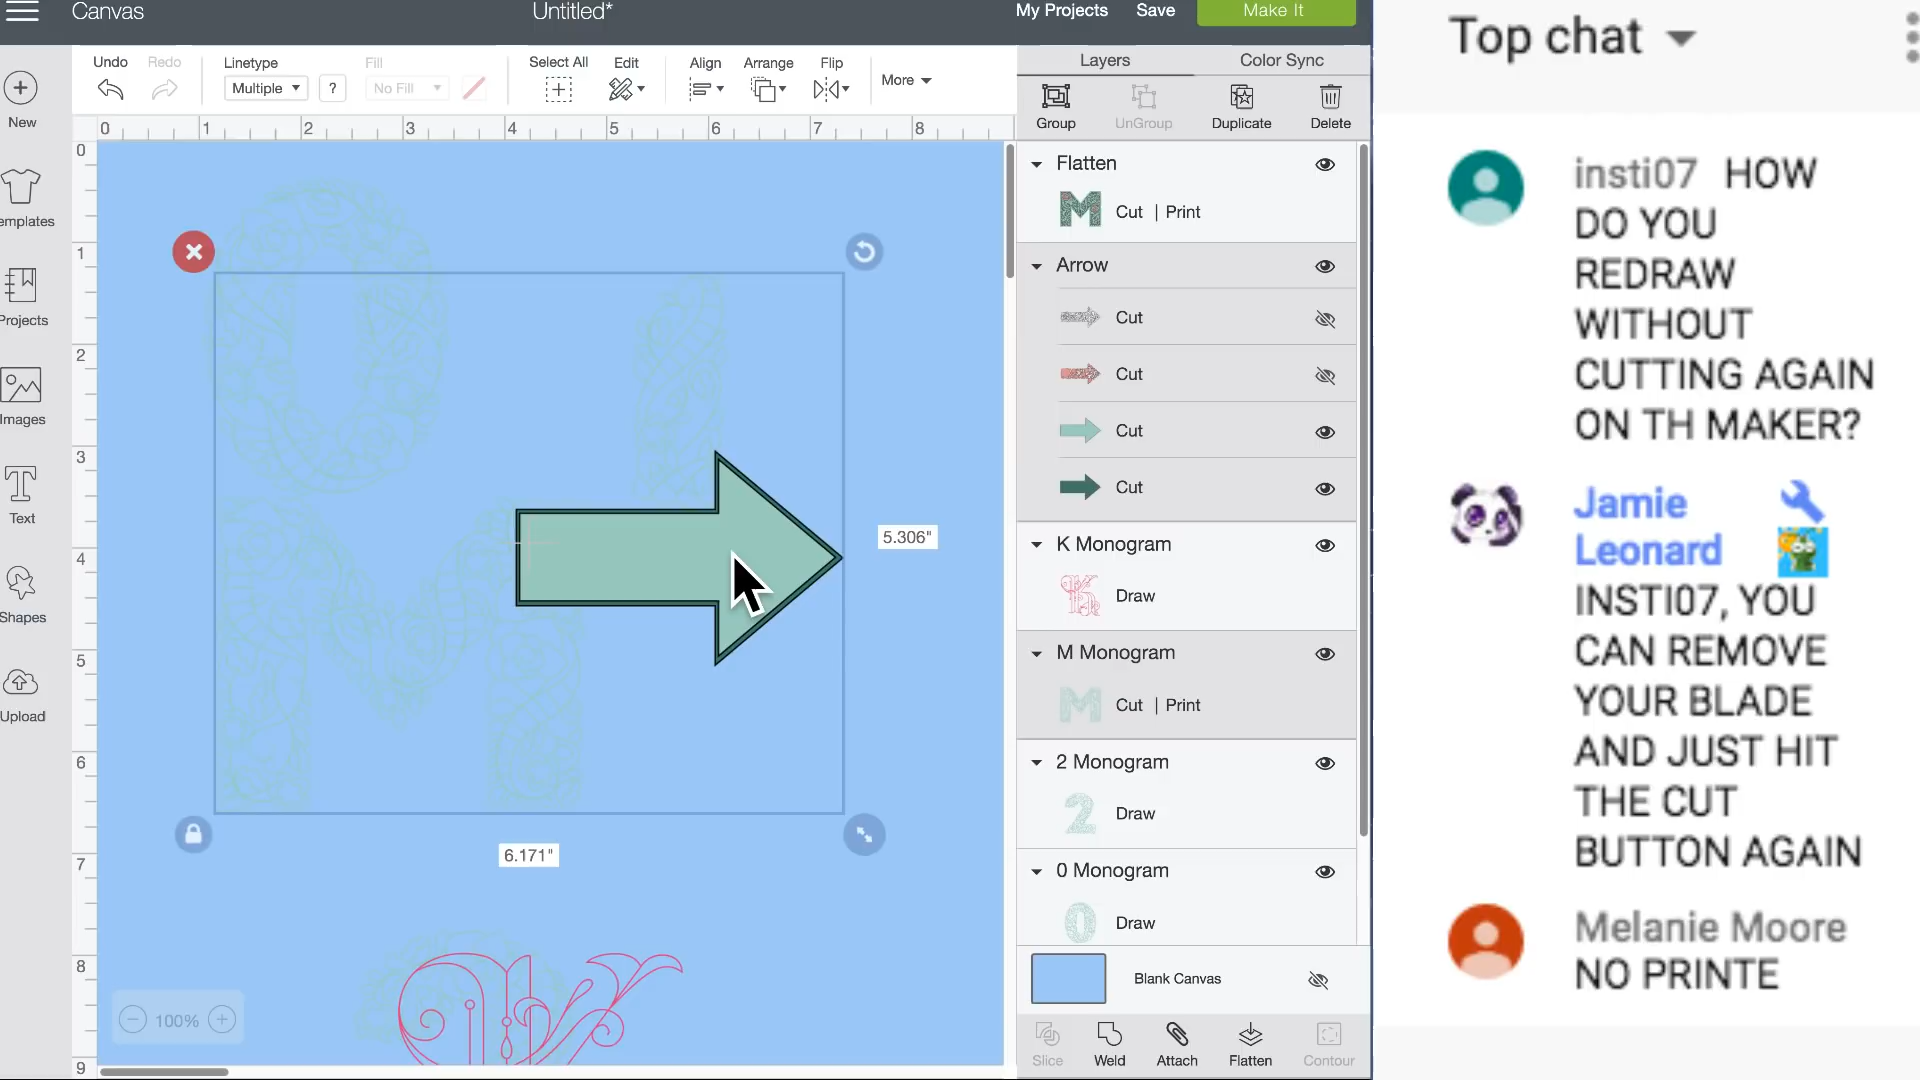 Canvas
Untitled*
My Projects
Save
Make It
Undo
Redo
Linetype
Multiple
?
Fill
No Fill
Select All
Edit
Align
Arrange
Flip
More
New
emplates
Projects
Images
Text
Shapes
Upload
0 1 2 3 4 5 6 7 8
0
1
2
3
4
5
6
7
8
9
5.306"
6.171"
100%
Layers
Color Sync
Group
UnGroup
Duplicate
Delete
Flatten
Cut | Print
Arrow
Cut
Cut
Cut
Cut
K Monogram
Draw
M Monogram
Cut | Print
2 Monogram
Draw
0 Monogram
Draw
Blank Canvas
Slice
Weld
Attach
Flatten
Contour
Top chat
insti07 HOW
DO YOU
REDRAW
WITHOUT
CUTTING AGAIN
ON TH MAKER?
Jamie
Leonard
INSTI07, YOU
CAN REMOVE
YOUR BLADE
AND JUST HIT
THE CUT
BUTTON AGAIN
Melanie Moore
NO PRINTE